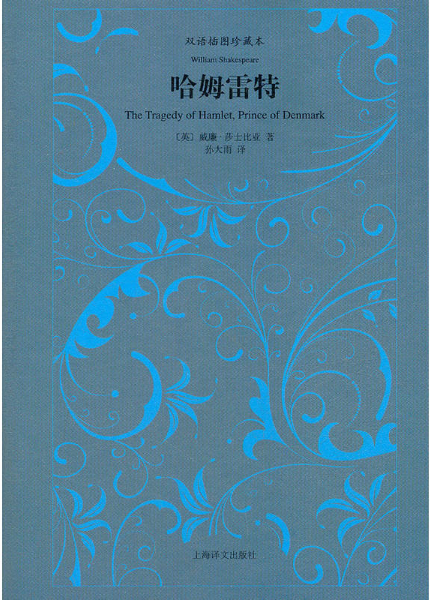 双语插图珍藏本
William Shakespeare
哈姆雷特
The Tragedy of Hamlet, Prince of Denmark
〔英〕威廉·莎士比亚 著
孙大雨 译
上海译文出版社